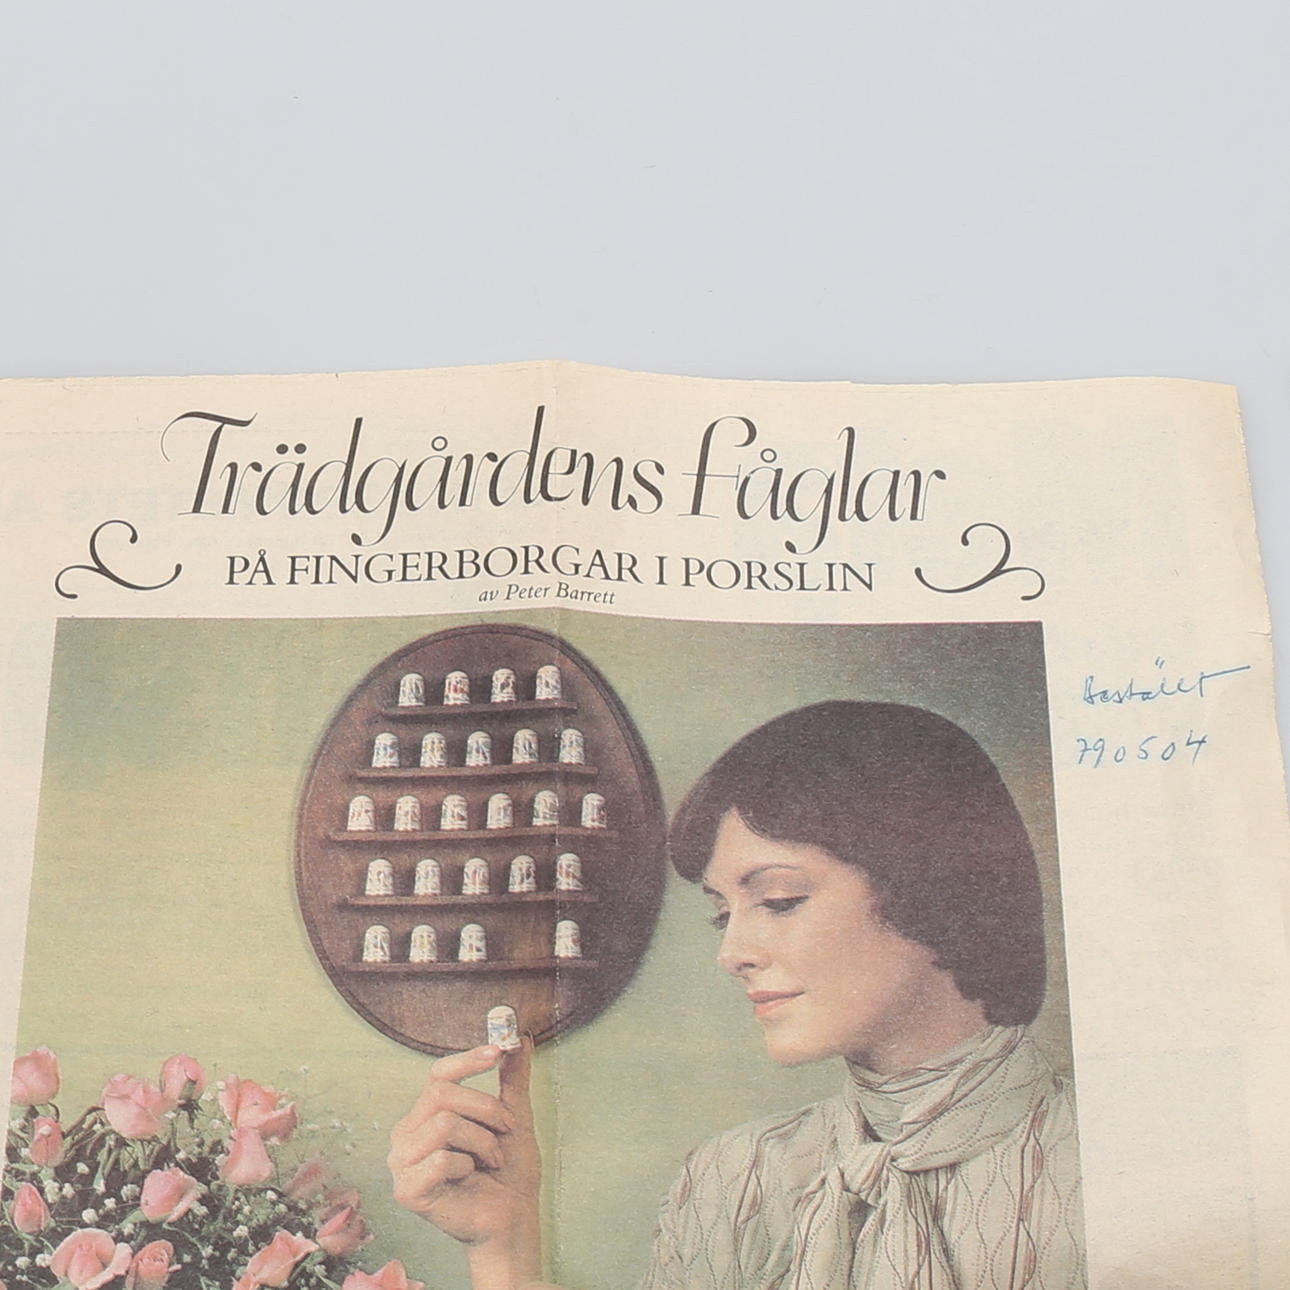 Trädgårdens fåglar
PÅ FINGERBORGAR I PORSLIN
av Peter Barrett
Beställt
790504